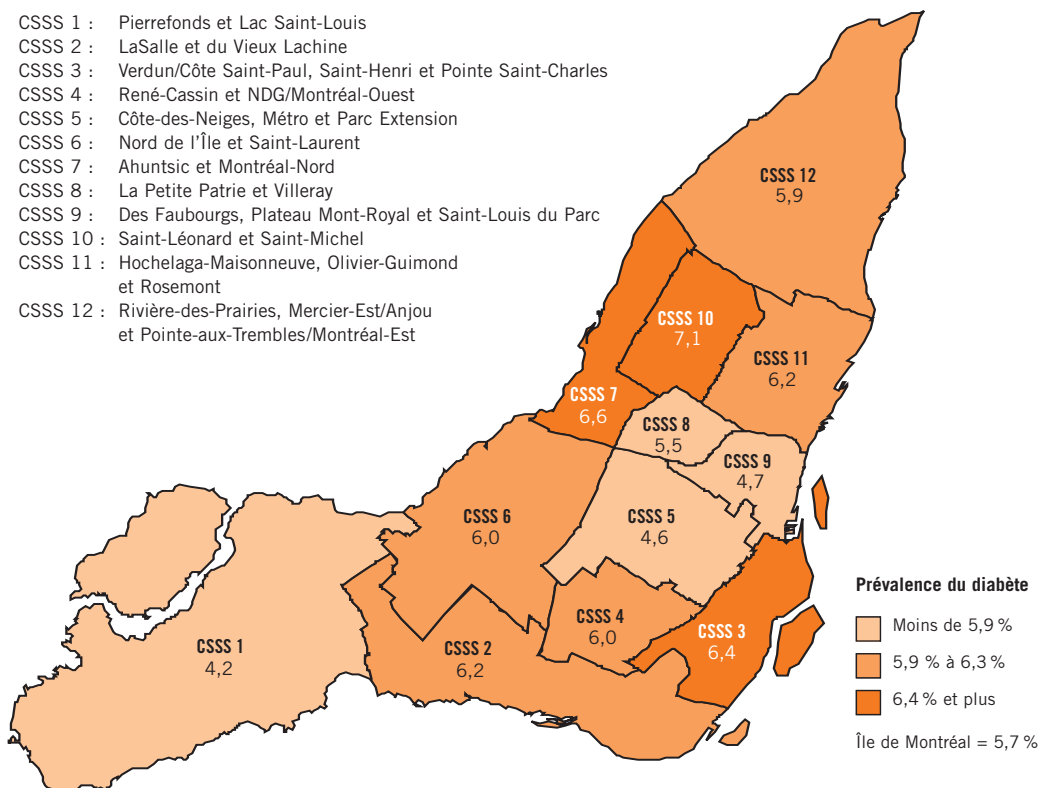 CSSS 1 : Pierrefonds et Lac Saint-Louis
CSSS 2 : LaSalle et du Vieux Lachine
CSSS 3 : Verdun/Côte Saint-Paul, Saint-Henri et Pointe Saint-Charles
CSSS 4 : René-Cassin et NDG/Montréal-Ouest
CSSS 5 : Côte-des-Neiges, Métro et Parc Extension
CSSS 6 : Nord de l’Île et Saint-Laurent
CSSS 7 : Ahuntsic et Montréal-Nord
CSSS 8 : La Petite Patrie et Villeray
CSSS 9 : Des Faubourgs, Plateau Mont-Royal et Saint-Louis du Parc
CSSS 10 : Saint-Léonard et Saint-Michel
CSSS 11 : Hochelaga-Maisonneuve, Olivier-Guimond
et Rosemont
CSSS 12 : Rivière-des-Prairies, Mercier-Est/Anjou
et Pointe-aux-Trembles/Montréal-Est
CSSS 12
5,9
CSSS 10
7,1
CSSS 11
6,2
CSSS 7
6,6
CSSS 8
5,5
CSSS 9
4,7
CSSS 6
6,0
CSSS 5
4,6
CSSS 4
6,0
CSSS 3
6,4
CSSS 1
4,2
CSSS 2
6,2
Prévalence du diabète
Moins de 5,9 %
5,9 % à 6,3 %
6,4 % et plus
Île de Montréal = 5,7 %